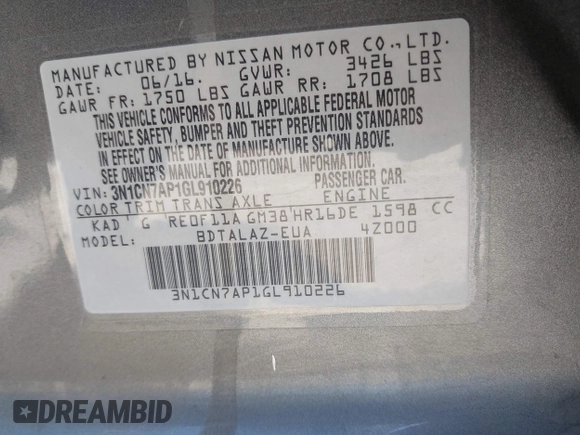 MANUFACTURED BY NISSAN MOTOR CO., LTD.
DATE: 06/16. GVWR: 3426 LBS
GAWR FR: 1750 LBS GAWR RR: 1708 LBS
THIS VEHICLE CONFORMS TO ALL APPLICABLE FEDERAL MOTOR
VEHICLE SAFETY, BUMPER AND THEFT PREVENTION STANDARDS
IN EFFECT ON THE DATE OF MANUFACTURE SHOWN ABOVE.
SEE OWNER'S MANUAL FOR ADDITIONAL INFORMATION.
VIN: 3N1CN7AP1GL910226 PASSENGER CAR.
COLOR TRIM TRANS AXLE ENGINE
KAD G RE0F11A GM38 HR16DE 1598 CC
MODEL: BDTALAZ-EUA 4Z000
3N1CN7AP1GL910226
DREAMBID